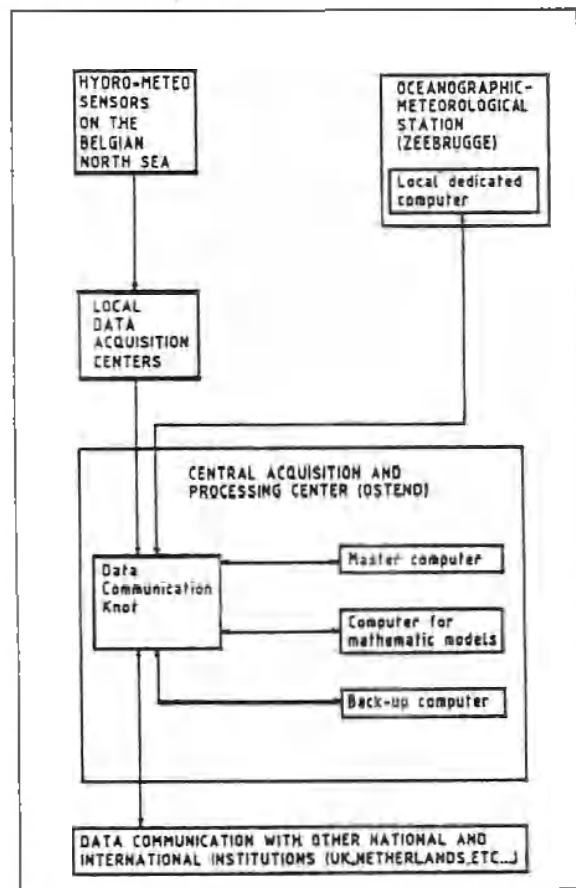 HYDRO-METEO
SENSORS
ON THE
BELGIAN
NORTH SEA
OCEANOGRAPHIC-
METEOROLOGICAL
STATION
(ZEEBRUGGE)
Local dedicated
computer
LOCAL
DATA
ACQUISITION
CENTERS
CENTRAL ACQUISITION AND
PROCESSING CENTER (OSTEND)
Data
Communication
Knot
Master computer
Computer for
mathematic models
Back-up computer
DATA COMMUNICATION WITH OTHER NATIONAL AND
INTERNATIONAL INSTITUTIONS (UK,NETHERLANDS,ETC...)